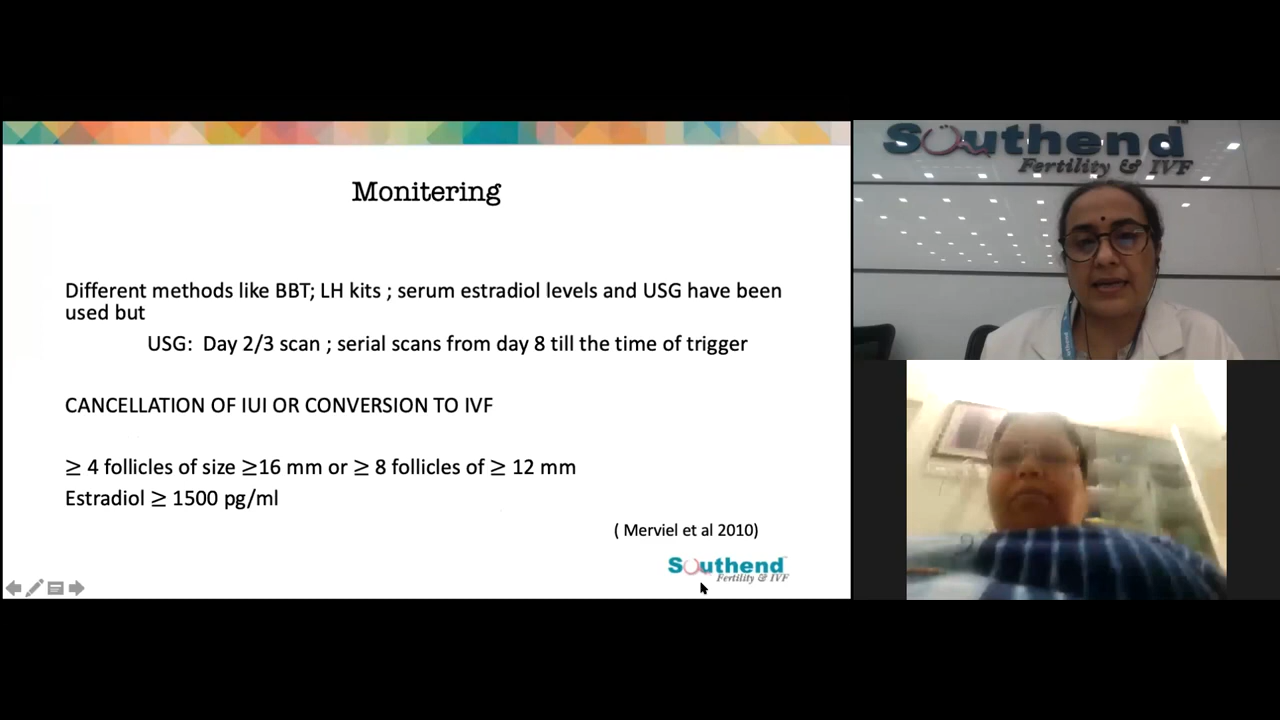 Monitering
Different methods like BBT; LH kits ; serum estradiol levels and USG have been
used but
USG: Day 2/3 scan ; serial scans from day 8 till the time of trigger
CANCELLATION OF IUI OR CONVERSION TO IVF
≥ 4 follicles of size ≥16 mm or ≥ 8 follicles of ≥ 12 mm
Estradiol ≥ 1500 pg/ml
( Merviel et al 2010)
Southend
Fertility & IVF
Southend
Fertility & IVF